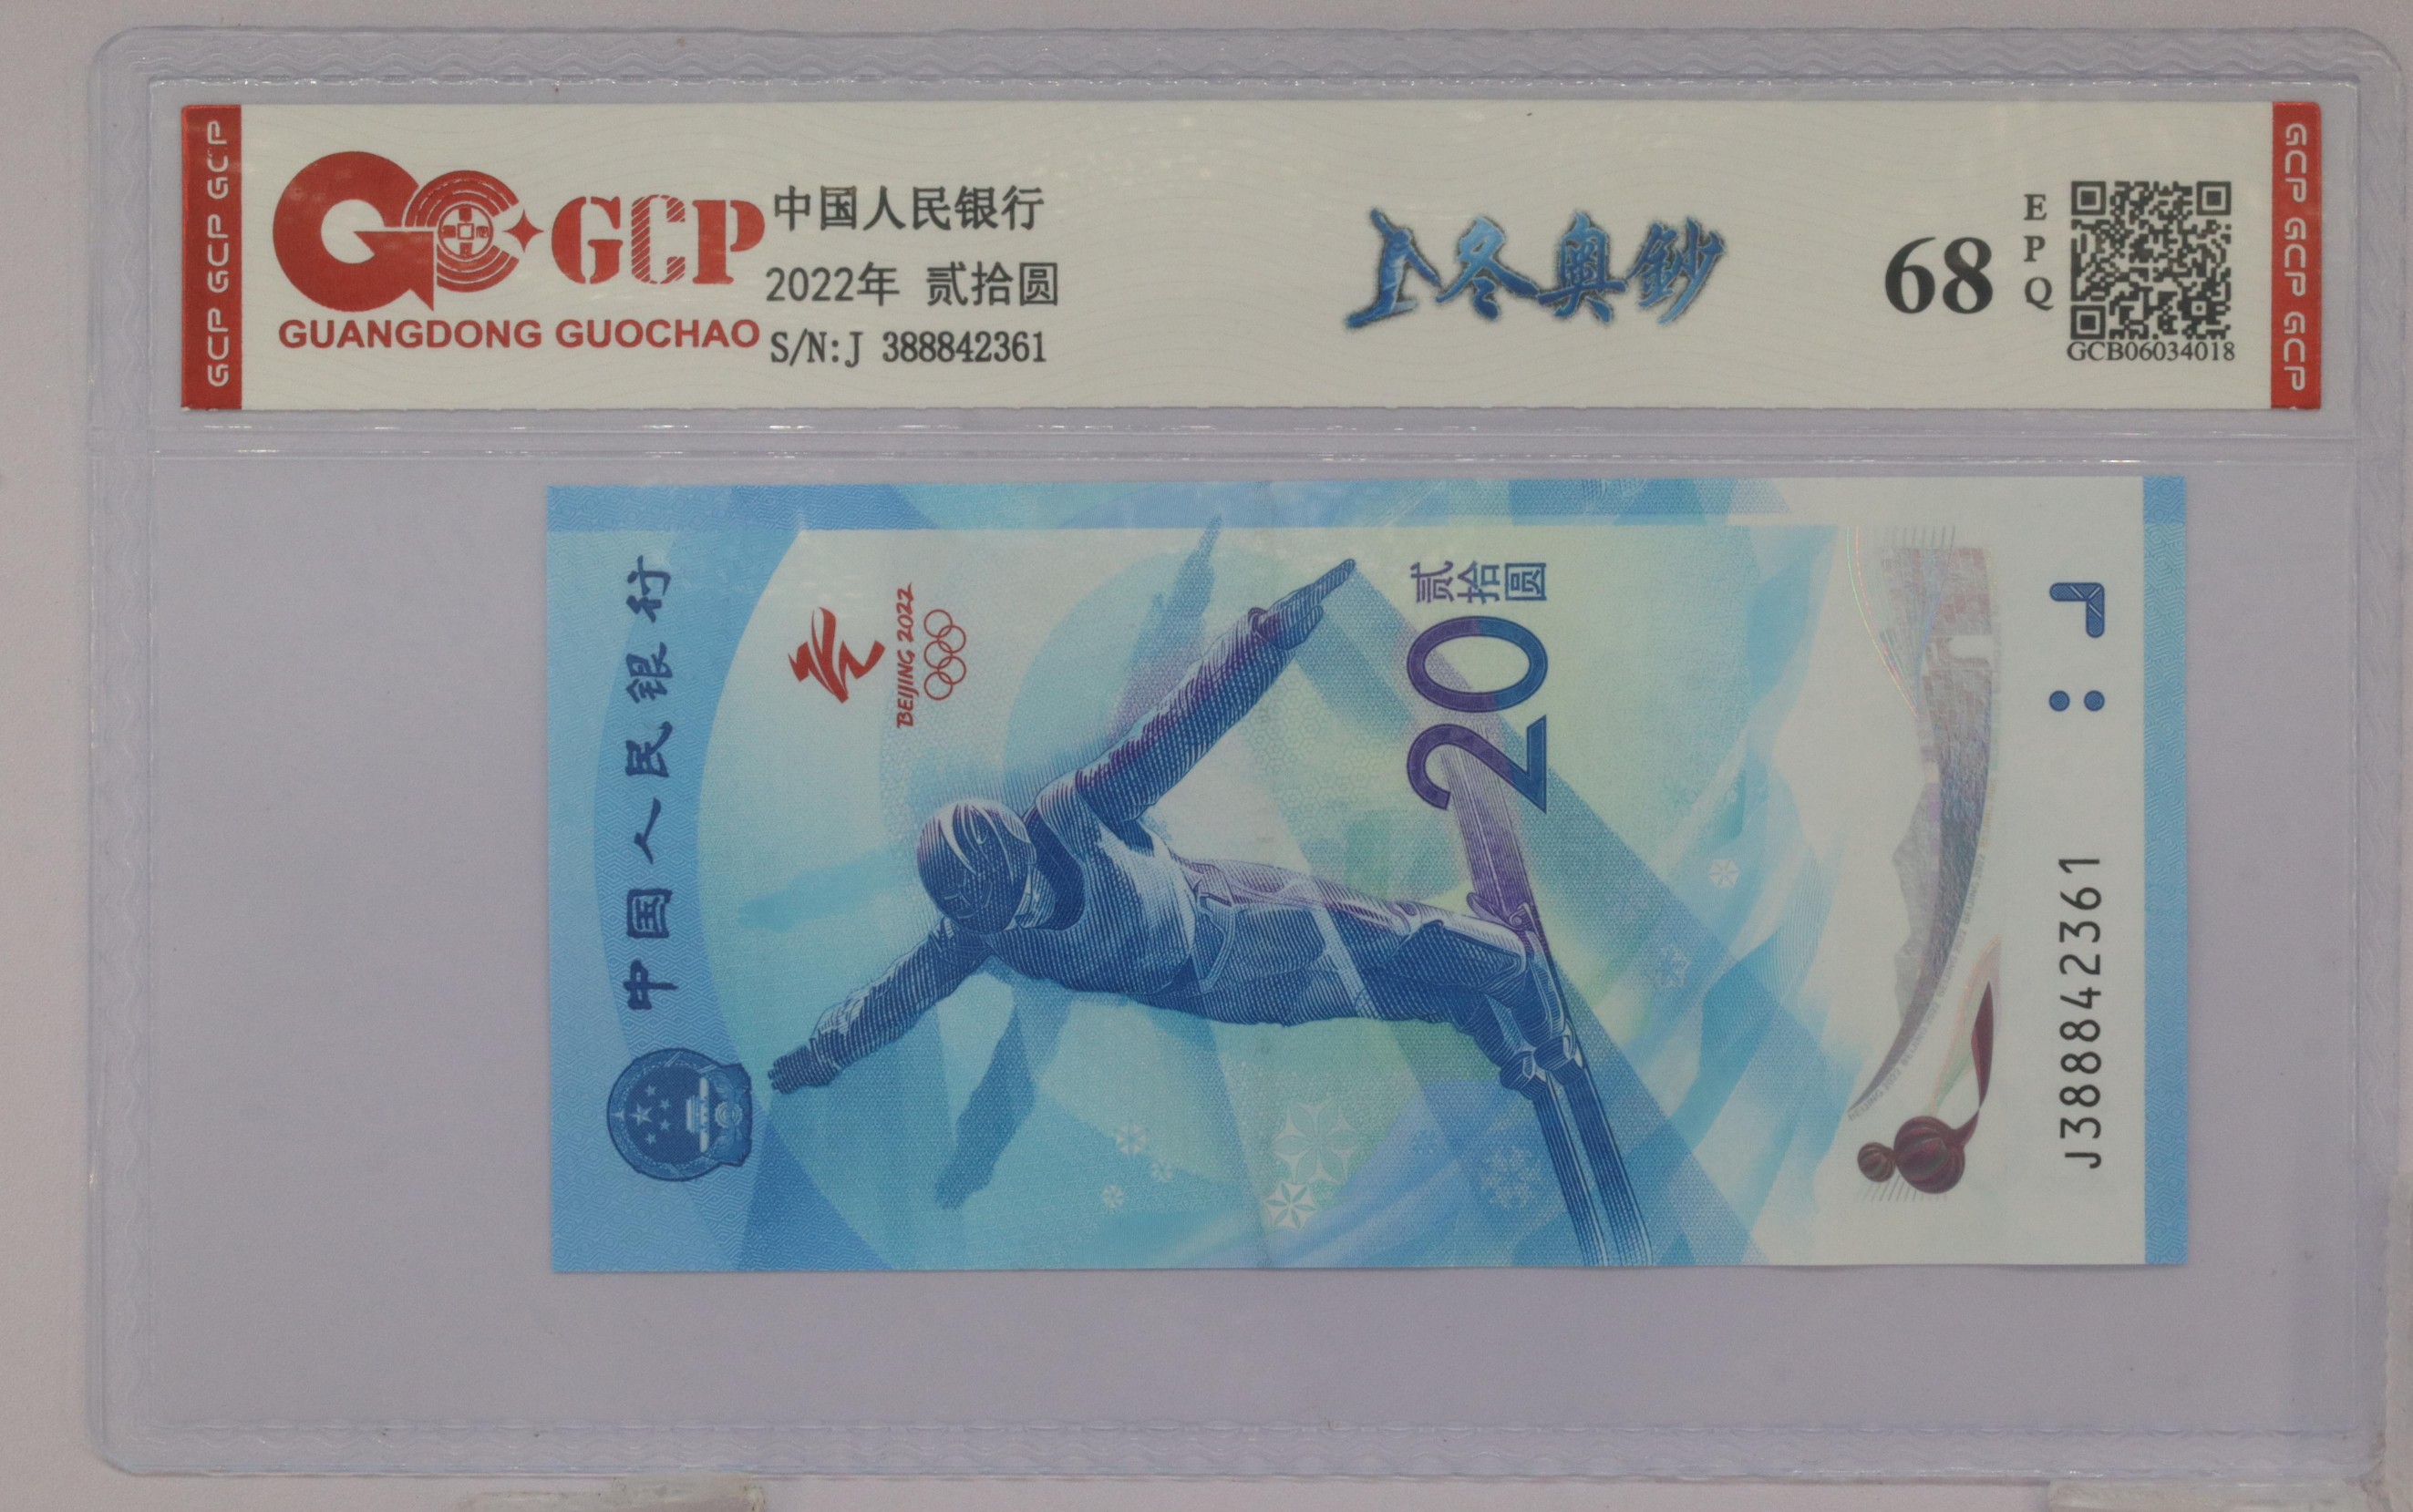 GCP GCP GCP
GCP
GUANGDONG GUOCHAO
中国人民银行
2022年 贰拾圆
S/N:J 388842361
冬奥鈔
68
EPQ
GCB06034018
GCP GCP GCP
中国人民银行
BEIJING 2022
贰拾圆
20
J388842361